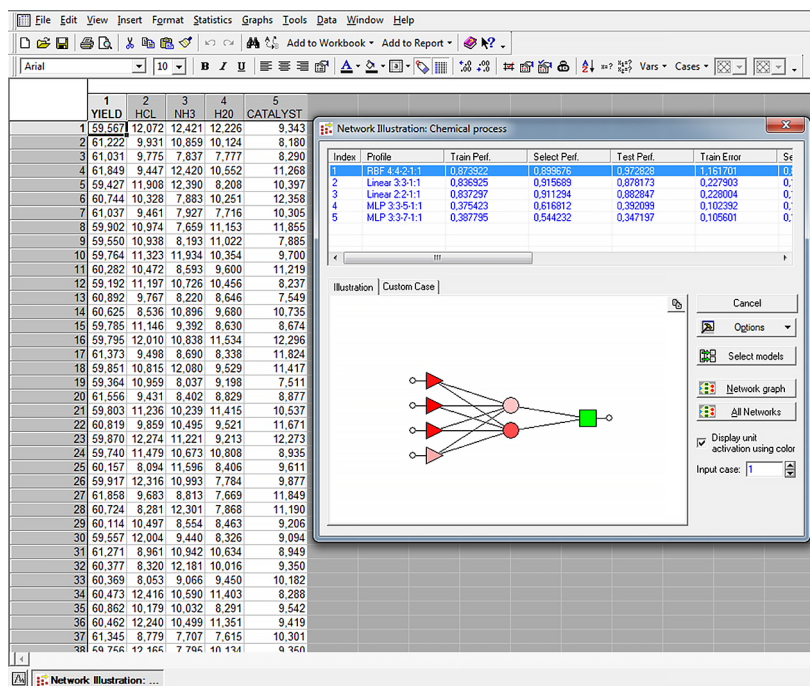 File Edit View Insert Format Statistics Graphs Tools Data Window Help
Add to Workbook Add to Report
Arial 10 B I U Vars Cases
1 2 3 4 5
YIELD HCL NH3 H20 CATALYST
1 59,567 12,072 12,421 12,226 9,343
2 61,222 9,931 10,859 10,124 8,180
3 61,031 9,775 7,837 7,777 8,290
4 61,849 9,447 12,420 10,552 11,268
5 59,427 11,908 12,390 8,208 10,397
6 60,744 10,328 7,883 10,251 12,358
7 61,037 9,461 7,927 7,716 10,305
8 59,902 10,974 7,659 11,153 11,855
9 59,550 10,938 8,193 11,022 7,885
10 59,764 11,323 11,934 10,354 9,700
11 60,282 10,472 8,593 9,600 11,219
12 59,192 11,197 10,726 10,456 8,237
13 60,892 9,767 8,220 8,646 7,549
14 60,625 8,536 10,896 9,680 10,735
15 59,785 11,146 9,392 8,630 8,674
16 59,795 12,010 10,838 11,534 12,296
17 61,373 9,498 8,690 8,338 11,824
18 59,851 10,815 12,080 9,529 11,417
19 59,364 10,959 8,037 9,198 7,511
20 61,556 9,431 8,402 8,829 8,877
21 59,803 11,236 10,239 11,415 10,537
22 60,819 9,859 10,495 9,521 11,671
23 59,870 12,274 11,221 9,213 12,273
24 59,740 11,479 10,673 10,808 8,935
25 60,157 8,094 11,596 8,406 9,611
26 59,917 12,316 10,993 7,784 9,877
27 61,858 9,683 8,813 7,669 11,849
28 60,724 8,281 12,301 7,868 11,190
29 60,114 10,497 8,554 8,463 9,206
30 59,557 12,004 9,440 8,326 9,094
31 61,271 8,961 10,942 10,634 8,949
32 60,377 8,320 12,181 10,016 9,350
33 60,369 8,053 9,066 9,450 10,182
34 60,473 12,416 10,590 11,403 8,288
35 60,862 10,179 10,032 8,291 9,542
36 60,462 12,240 10,499 11,351 9,419
37 61,345 8,779 7,707 7,615 10,301
38 59,756 12,165 7,795 10,134 9,350
Network Illustration: Chemical process
Index Profile Train Perf. Select Perf. Test Perf. Train Error Se
1 RBF 4:4-2-1:1 0,873922 0,899676 0,972828 1,161701 0,
2 Linear 3:3-1:1 0,836925 0,915689 0,878173 0,227903 0,
3 Linear 2:2-1:1 0,837297 0,911294 0,882847 0,228004 0,
4 MLP 3:3-5-1:1 0,375423 0,616812 0,392099 0,102392 0,
5 MLP 3:3-7-1:1 0,387795 0,544232 0,347197 0,105601 0,
Illustration Custom Case
Cancel
Options
Select models
Network graph
All Networks
Display unit
activation using color
Input case: 1
Network Illustration: ...